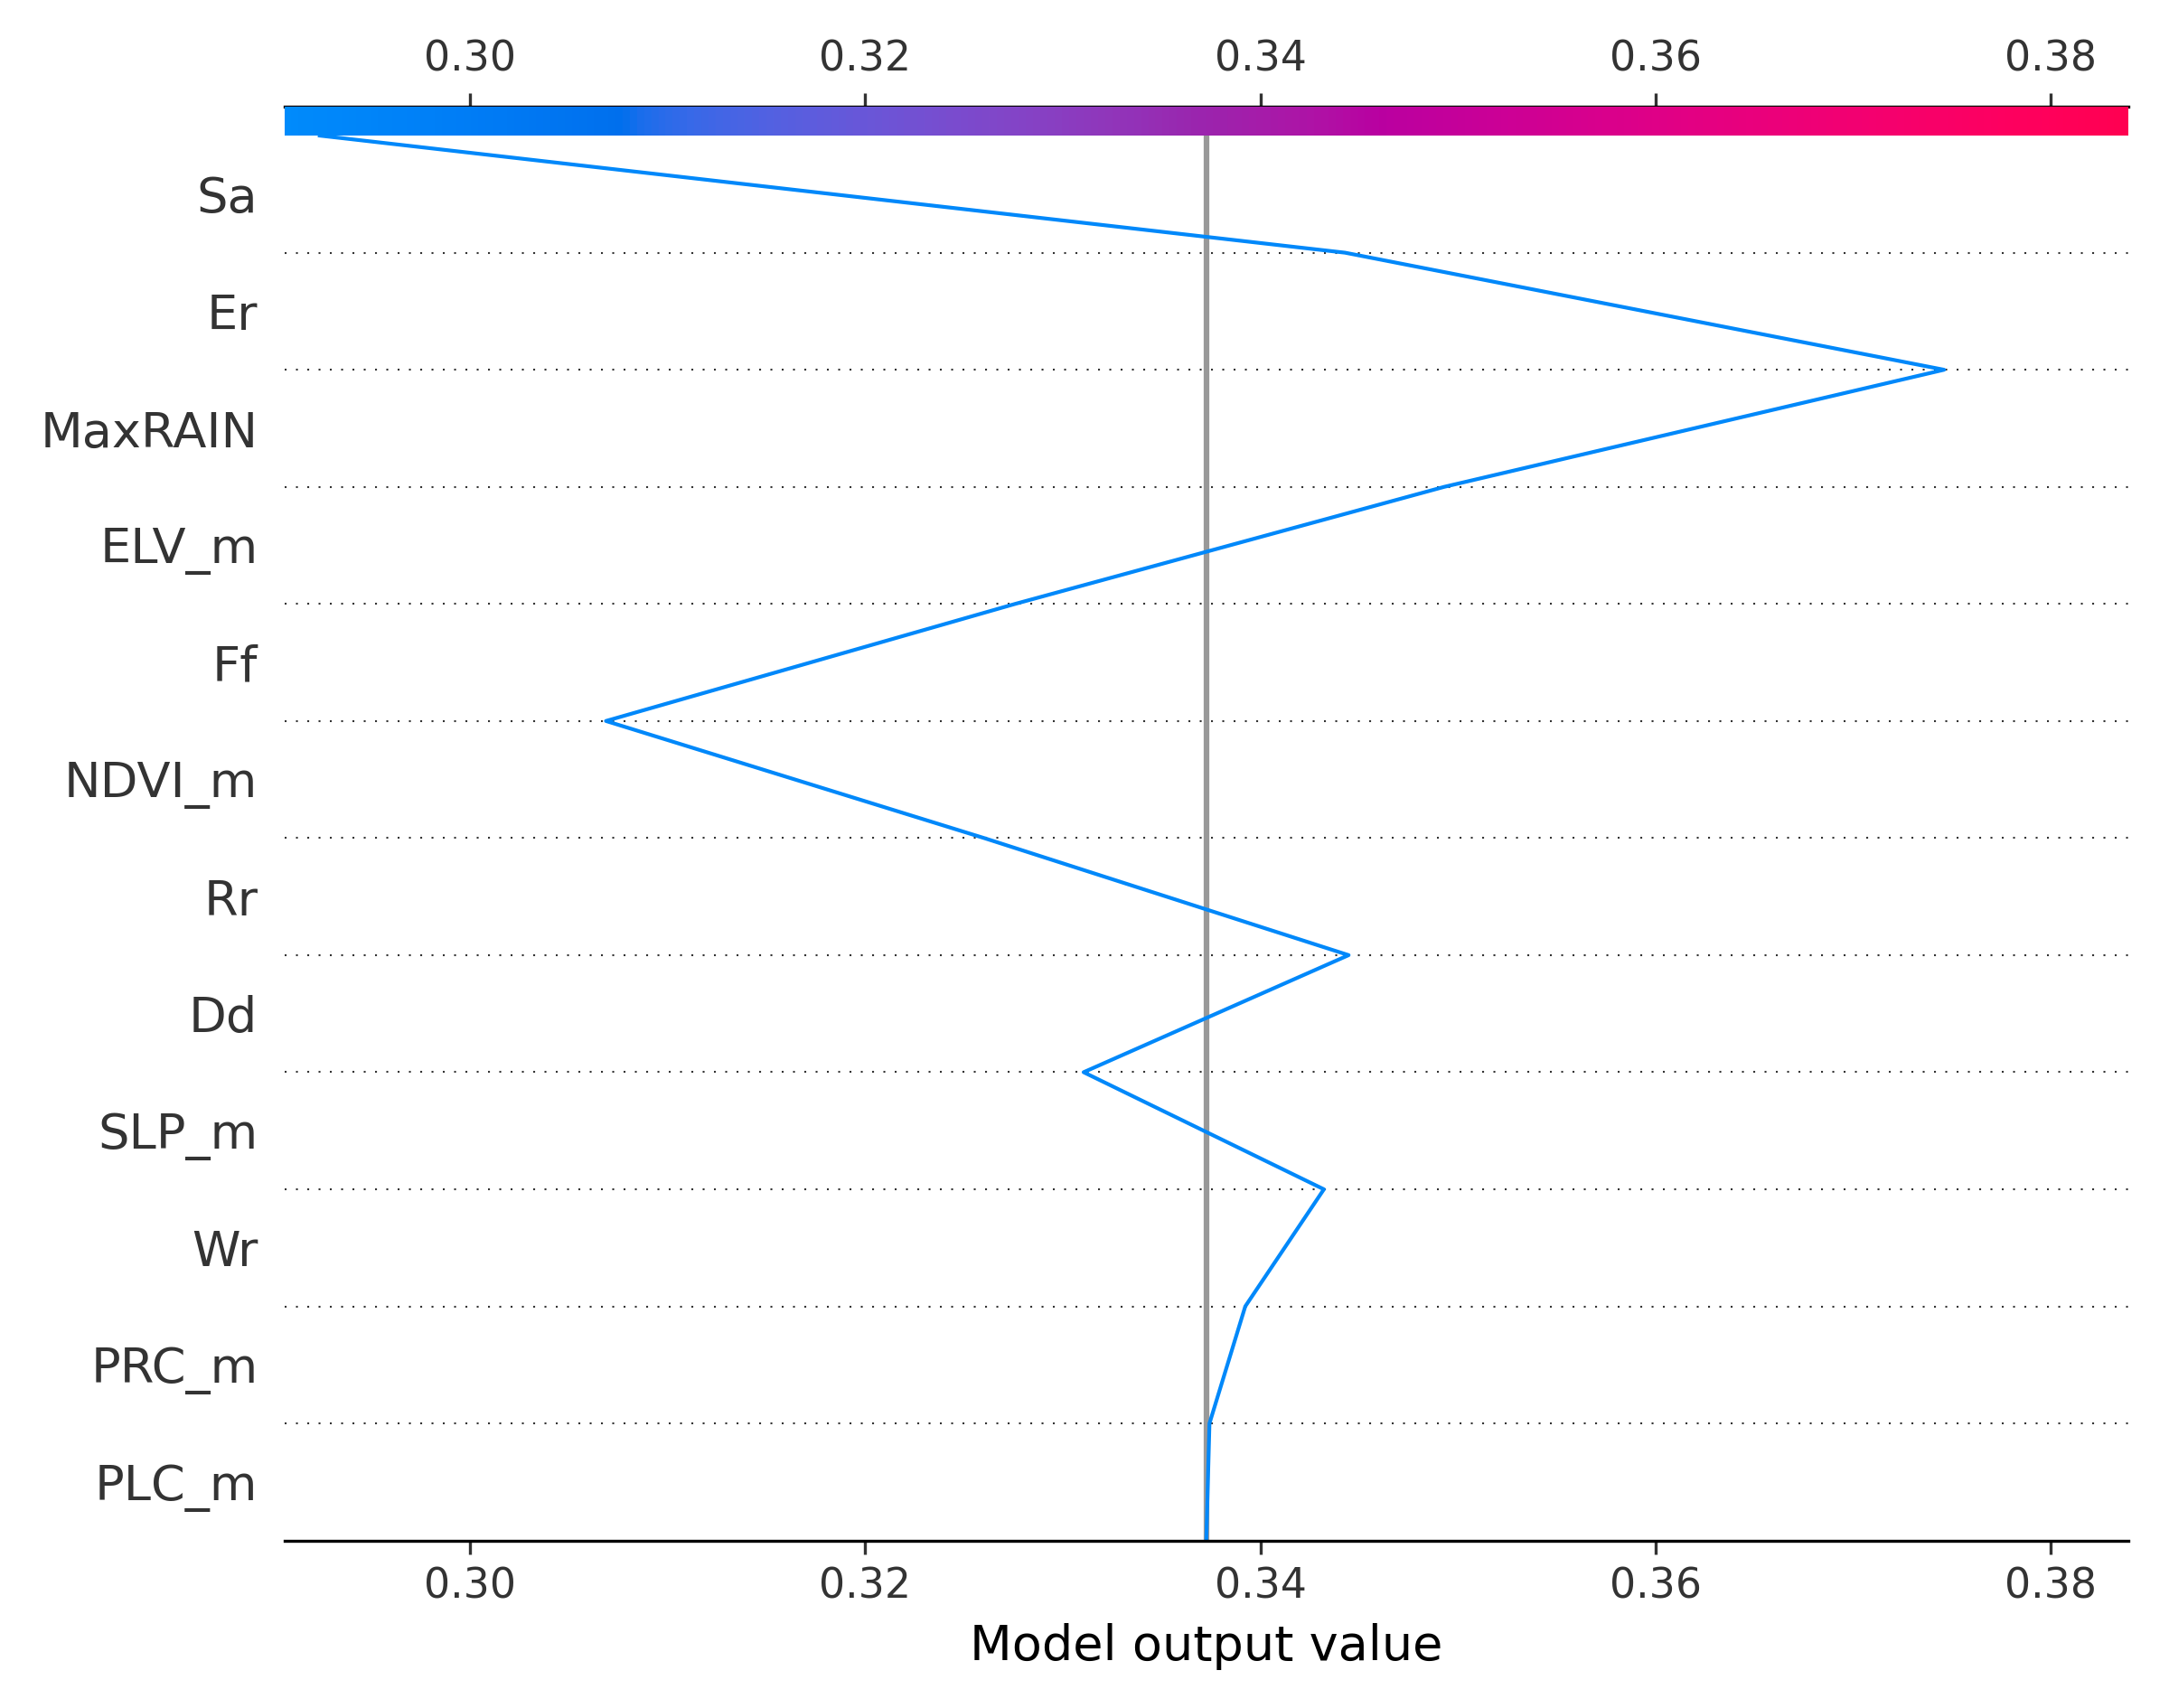 0.30 0.32 0.34 0.36 0.38
Sa
Er
MaxRAIN
ELV_m
Ff
NDVI_m
Rr
Dd
SLP_m
Wr
PRC_m
PLC_m
0.30 0.32 0.34 0.36 0.38
Model output value